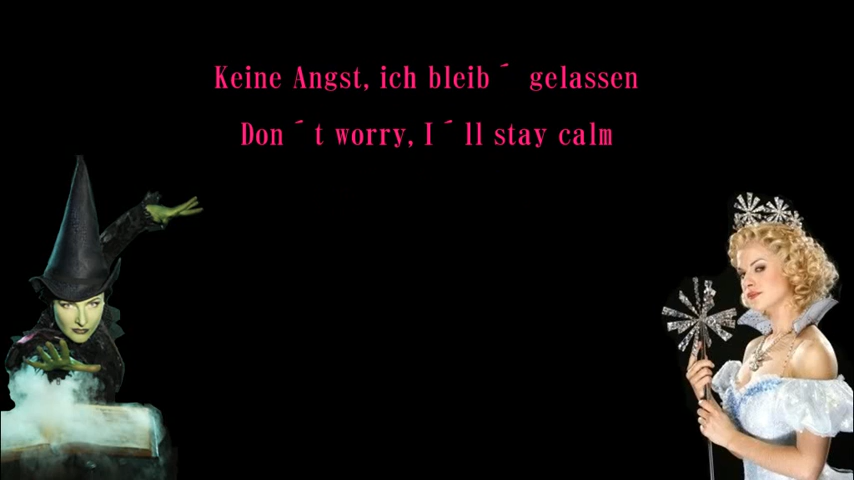 Keine Angst, ich bleib´ gelassen
Don´t worry, I´ll stay calm